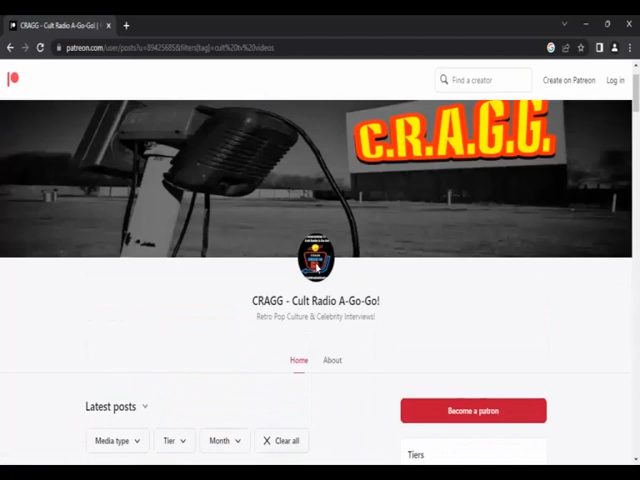 CRAGG - Cult Radio A-Go-Go! |
patreon.com/user/posts?u=89425685&filters[tag]=cult%20tv%20videos
Find a creator
Create on Patreon
Log in
C.R.A.G.G.
CRAGG - Cult Radio A-Go-Go!
Retro Pop Culture & Celebrity Interviews!
Home
About
Latest posts
Become a patron
Media type
Tier
Month
Clear all
Tiers